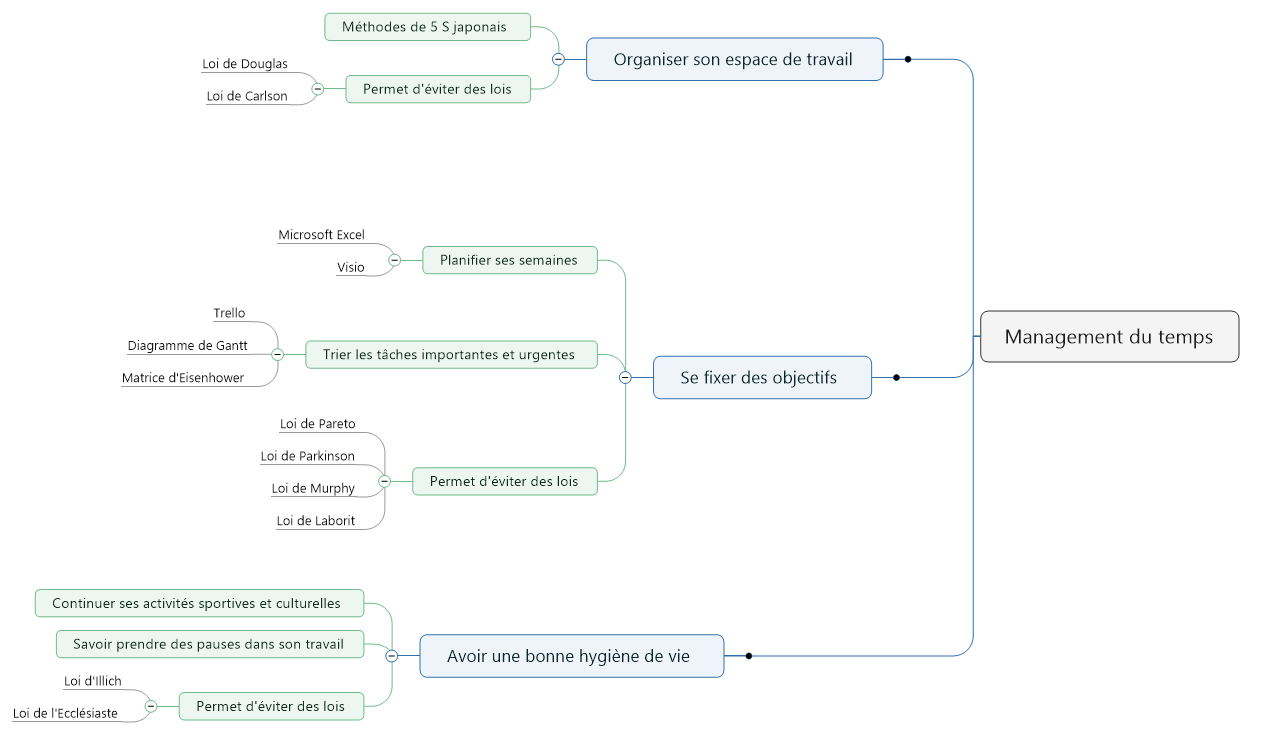 Méthodes de 5 S japonais
Organiser son espace de travail
Loi de Douglas
Permet d'éviter des lois
Loi de Carlson
Microsoft Excel
Planifier ses semaines
Visio
Trello
Management du temps
Diagramme de Gantt
Trier les tâches importantes et urgentes
Matrice d'Eisenhower
Se fixer des objectifs
Loi de Pareto
Loi de Parkinson
Permet d'éviter des lois
Loi de Murphy
Loi de Laborit
Continuer ses activités sportives et culturelles
Savoir prendre des pauses dans son travail
Avoir une bonne hygiène de vie
Loi d'Illich
Permet d'éviter des lois
Loi de l'Ecclésiaste